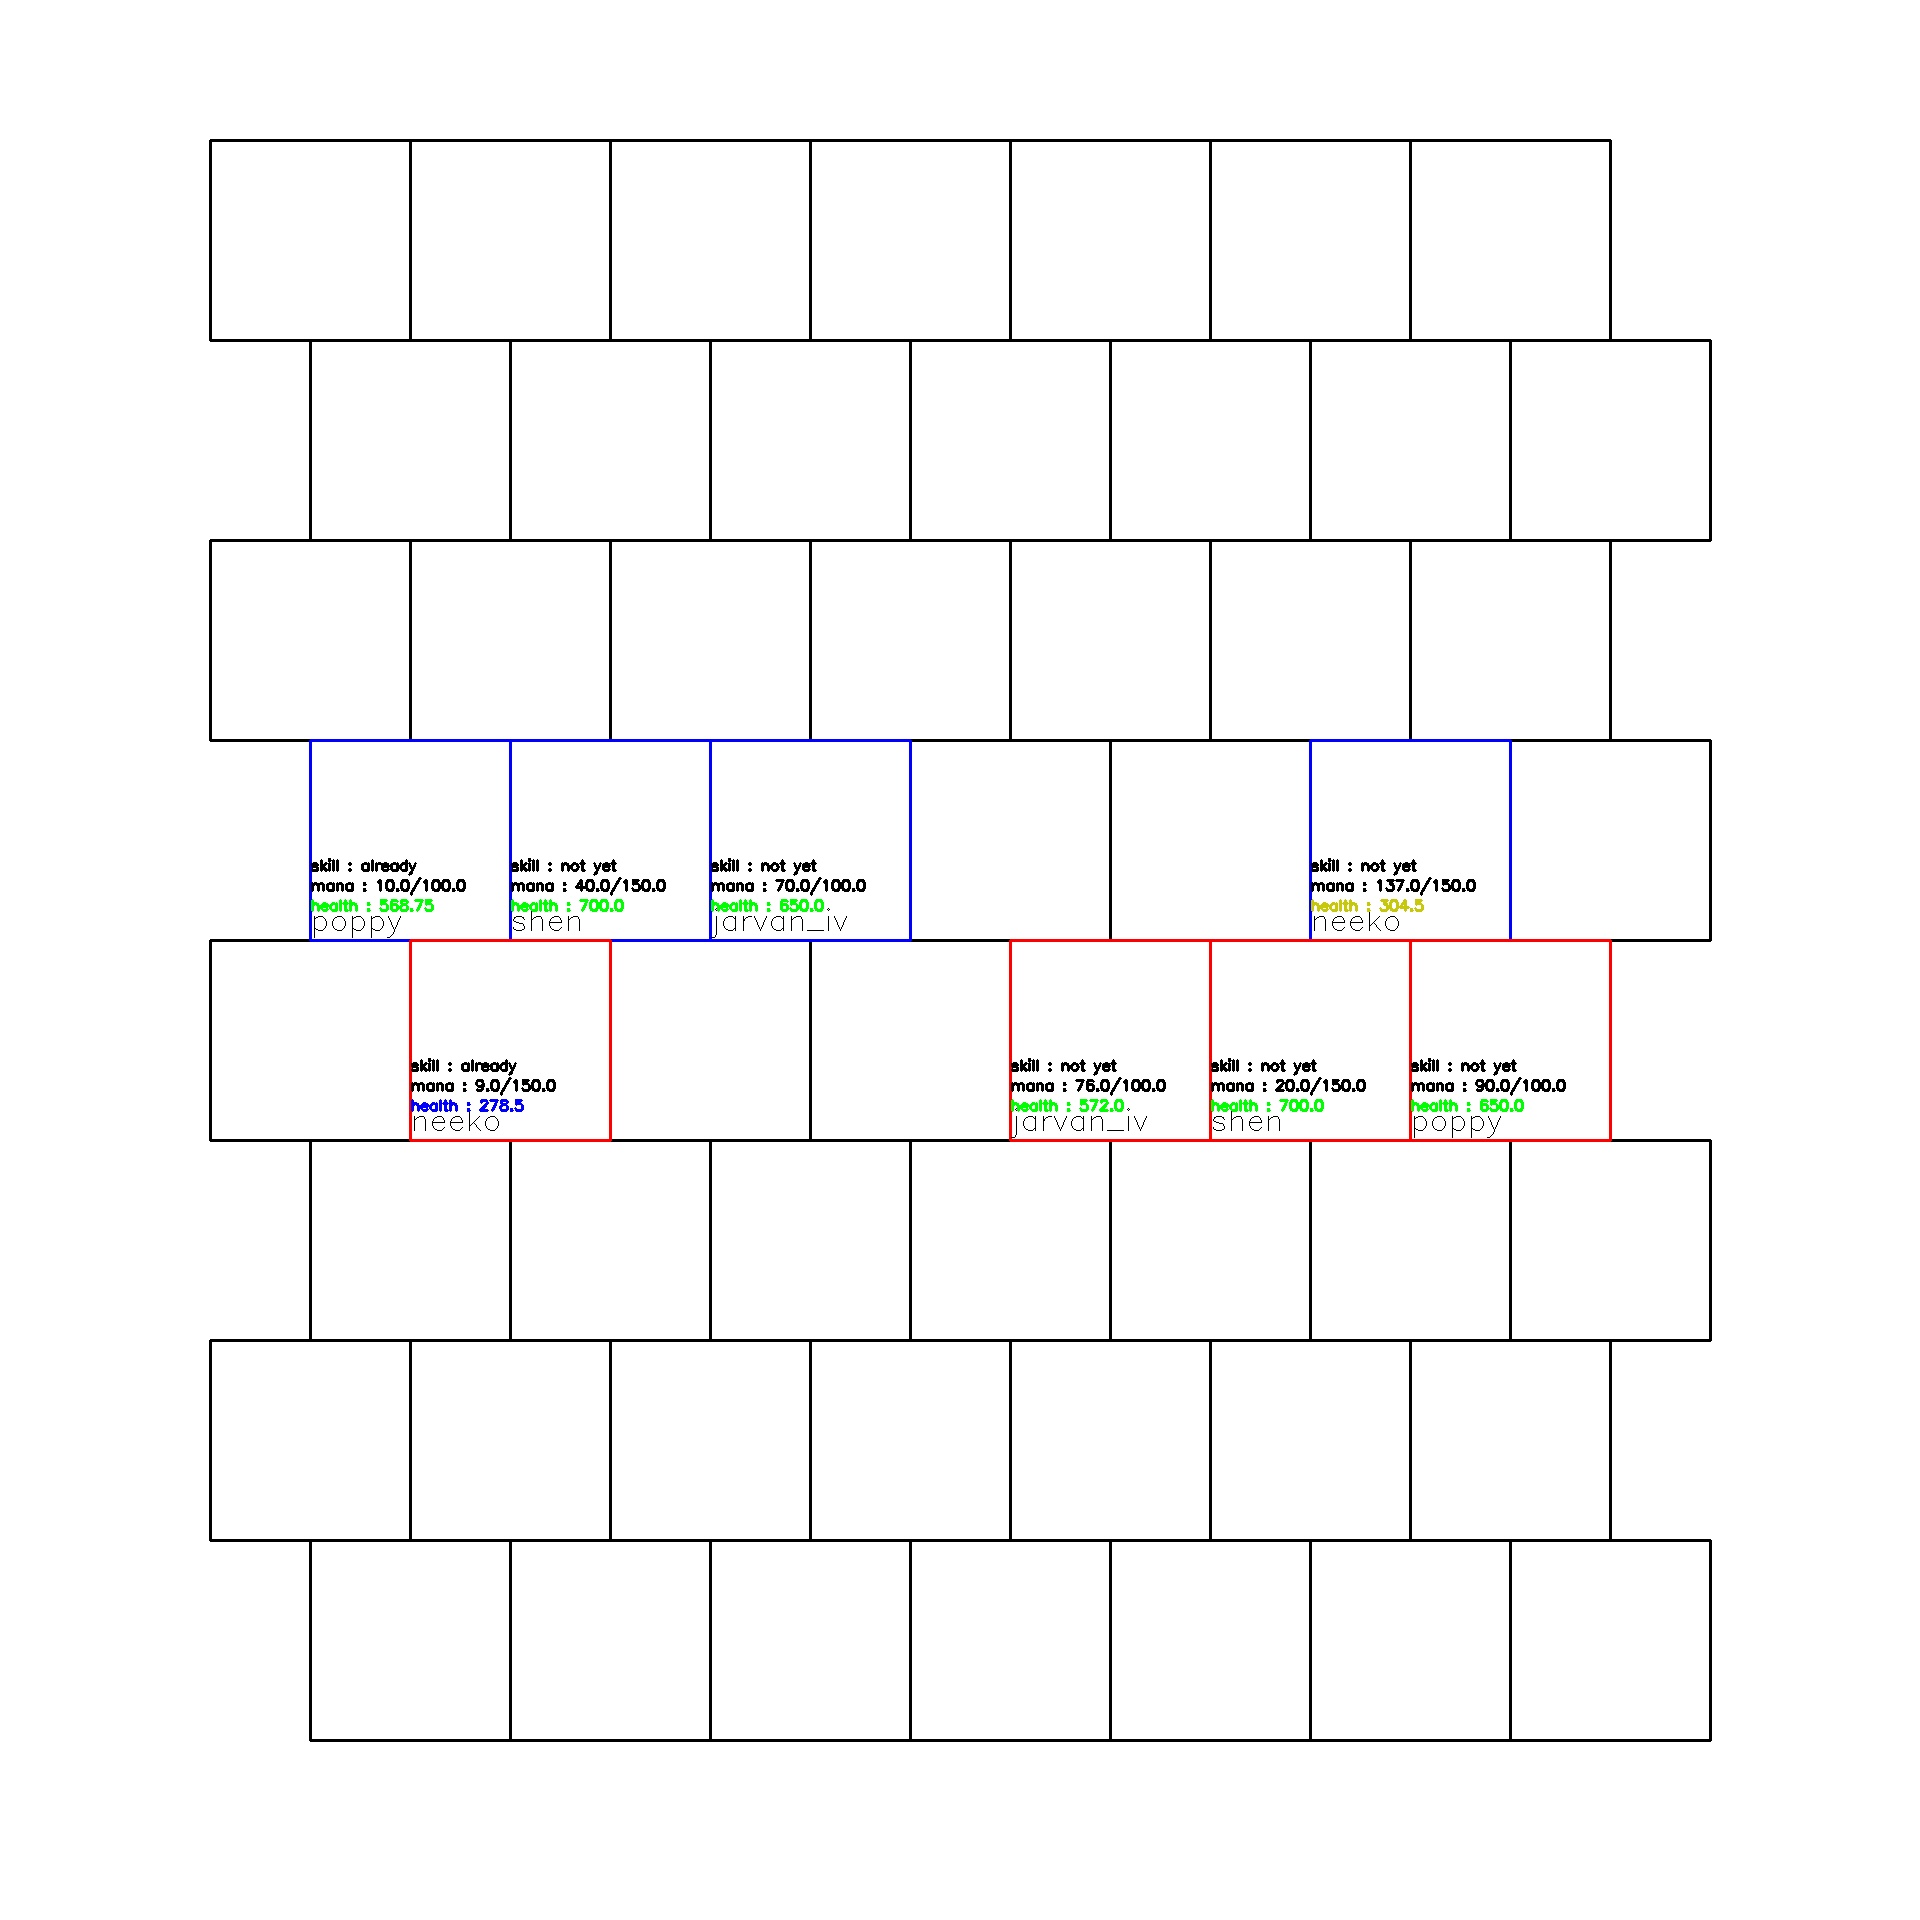 skill : already
mana : 10.0/100.0
health : 568.75
poppy
skill : not yet
mana : 40.0/150.0
health : 700.0
shen
skill : not yet
mana : 70.0/100.0
health : 650.0
jarvan_iv
skill : not yet
mana : 137.0/150.0
health : 304.5
neeko
skill : already
mana : 9.0/150.0
health : 278.5
neeko
skill : not yet
mana : 76.0/100.0
health : 572.0
jarvan_iv
skill : not yet
mana : 20.0/150.0
health : 700.0
shen
skill : not yet
mana : 90.0/100.0
health : 650.0
poppy